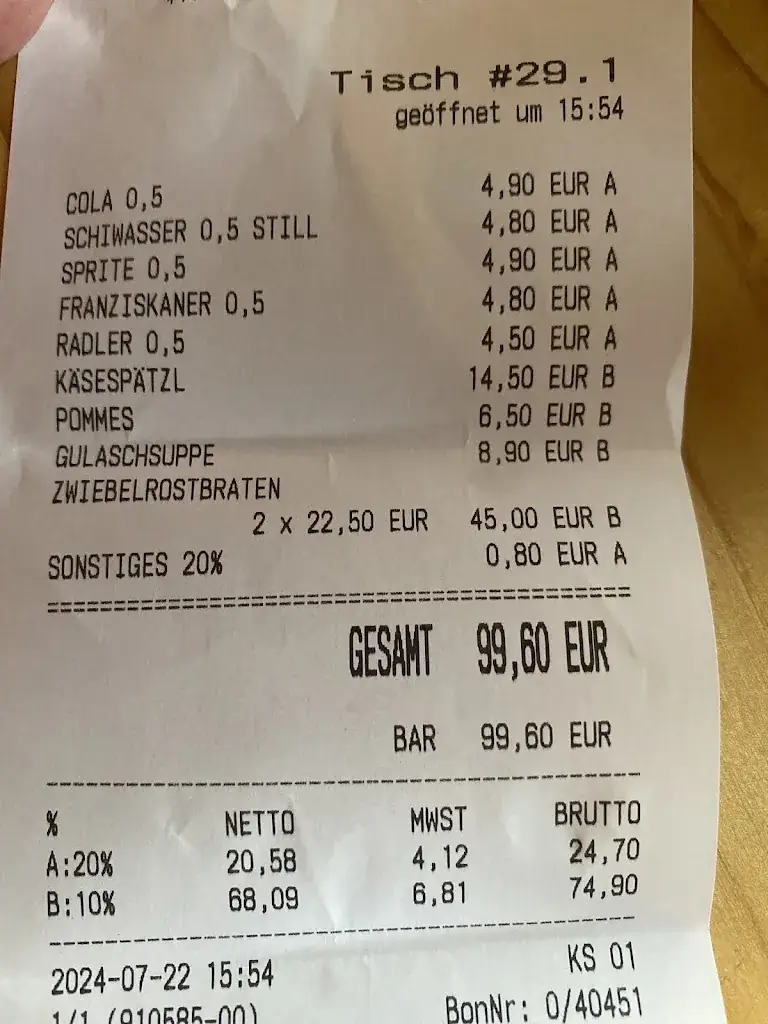 Tisch #29.1
geöffnet um 15:54
COLA 0,5 4,90 EUR A
SCHIWASSER 0,5 STILL 4,80 EUR A
SPRITE 0,5 4,90 EUR A
FRANZISKANER 0,5 4,80 EUR A
RADLER 0,5 4,50 EUR A
KÄSESPÄTZL 14,50 EUR B
POMMES 6,50 EUR B
GULASCHSUPPE 8,90 EUR B
ZWIEBELROSTBRATEN
2 x 22,50 EUR 45,00 EUR B
SONSTIGES 20% 0,80 EUR A
GESAMT 99,60 EUR
BAR 99,60 EUR
% NETTO MWST BRUTTO
A:20% 20,58 4,12 24,70
B:10% 68,09 6,81 74,90
2024-07-22 15:54 KS 01
1/1 (910585-00) BonNr: 0/40451